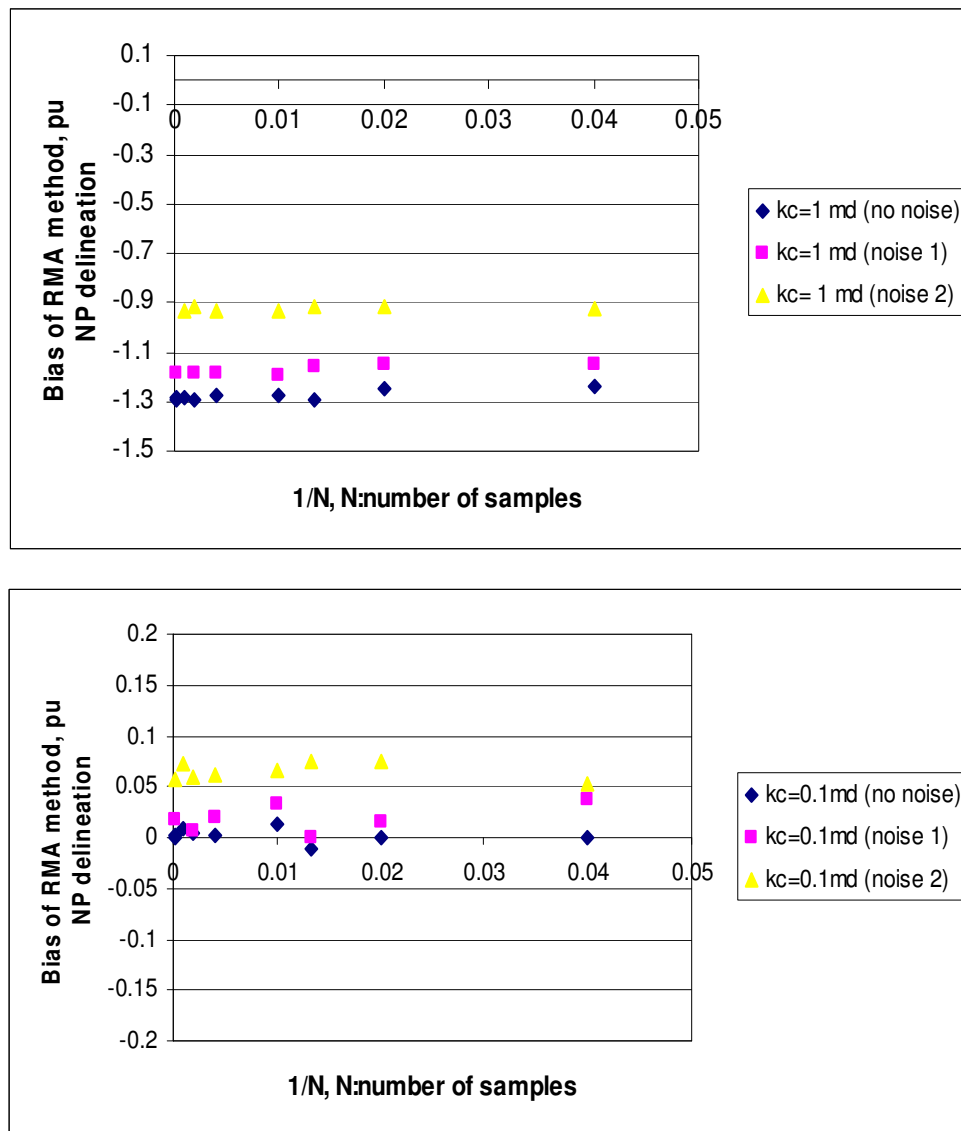 0.1
-0.1
-0.3
-0.5
-0.7
-0.9
-1.1
-1.3
-1.5
0 0.01 0.02 0.03 0.04 0.05
Bias of RMA method, pu
NP delineation
1/N, N:number of samples
kc=1 md (no noise)
kc=1 md (noise 1)
kc= 1 md (noise 2)
0.2
0.15
0.1
0.05
0
-0.05
-0.1
-0.15
-0.2
0 0.01 0.02 0.03 0.04 0.05
Bias of RMA method, pu
NP delineation
1/N, N:number of samples
kc=0.1md (no noise)
kc=0.1md (noise 1)
kc=0.1md (noise 2)